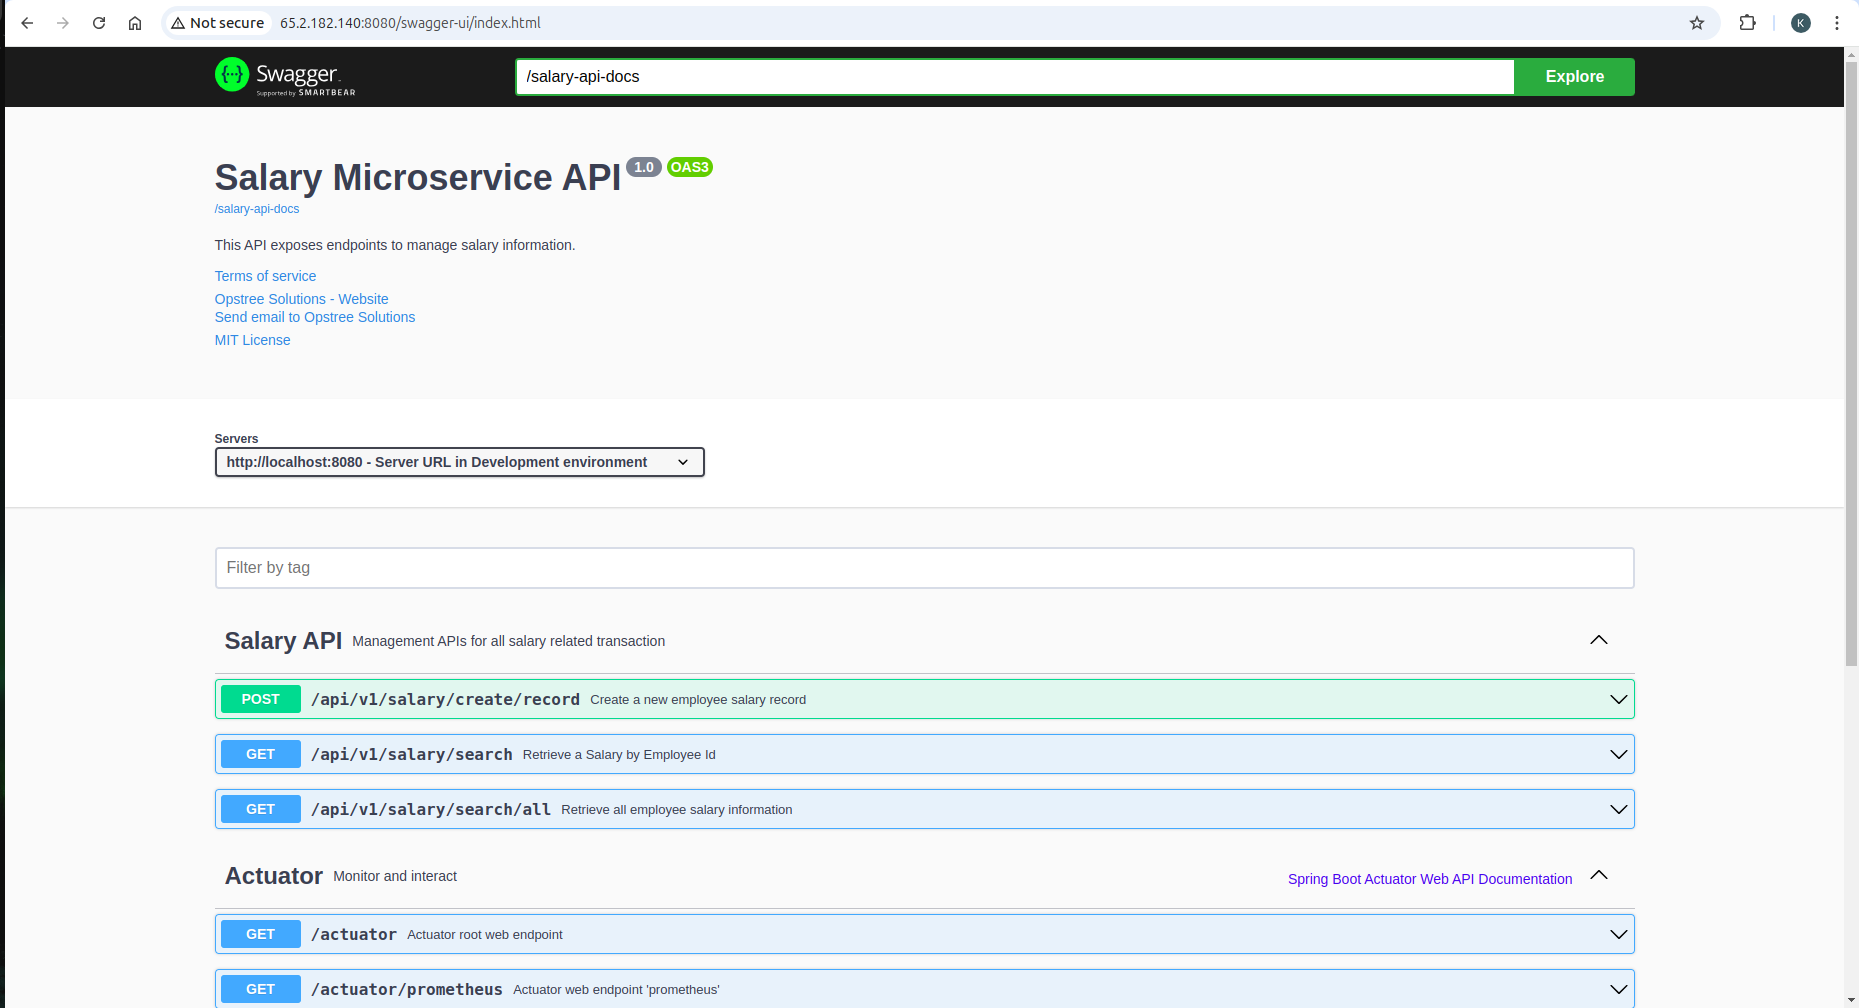 Not secure 65.2.182.140:8080/swagger-ui/index.html K
Swagger
Supported by SMARTBEAR
/salary-api-docs Explore
Salary Microservice API 1.0 OAS3
/salary-api-docs
This API exposes endpoints to manage salary information.
Terms of service
Opstree Solutions - Website
Send email to Opstree Solutions
MIT License
Servers
http://localhost:8080 - Server URL in Development environment
Filter by tag
Salary API Management APIs for all salary related transaction
POST /api/v1/salary/create/record Create a new employee salary record
GET /api/v1/salary/search Retrieve a Salary by Employee Id
GET /api/v1/salary/search/all Retrieve all employee salary information
Actuator Monitor and interact Spring Boot Actuator Web API Documentation
GET /actuator Actuator root web endpoint
GET /actuator/prometheus Actuator web endpoint 'prometheus'